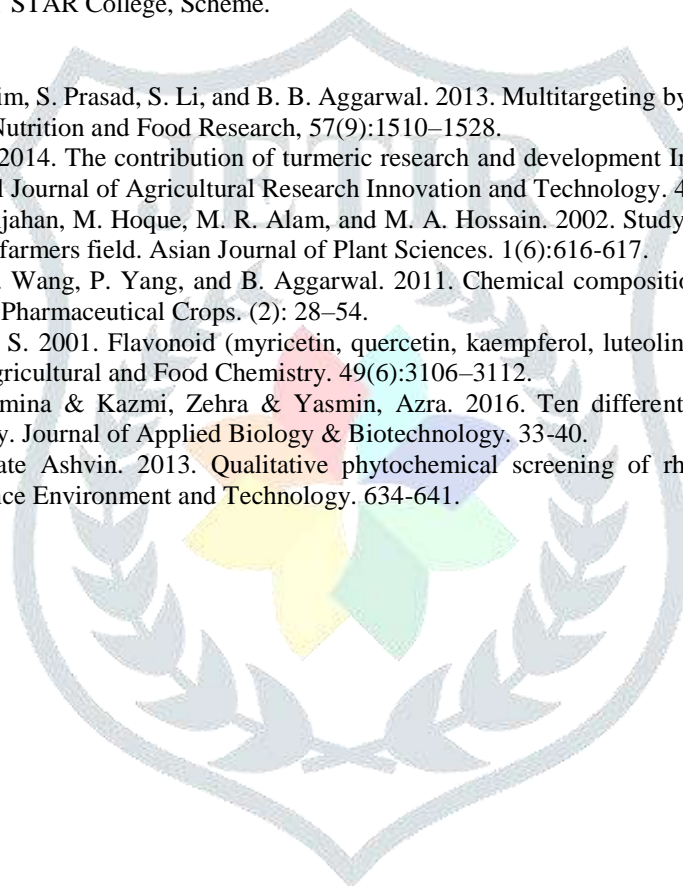 STAR College, Scheme.
im, S. Prasad, S. Li, and B. B. Aggarwal. 2013. Multitargeting by
Nutrition and Food Research, 57(9):1510–1528.
2014. The contribution of turmeric research and development In
l Journal of Agricultural Research Innovation and Technology. 4
jahan, M. Hoque, M. R. Alam, and M. A. Hossain. 2002. Study
farmers field. Asian Journal of Plant Sciences. 1(6):616-617.
. Wang, P. Yang, and B. Aggarwal. 2011. Chemical compositio
Pharmaceutical Crops. (2): 28–54.
S. 2001. Flavonoid (myricetin, quercetin, kaempferol, luteolin
gricultural and Food Chemistry. 49(6):3106–3112.
mina & Kazmi, Zehra & Yasmin, Azra. 2016. Ten different
y. Journal of Applied Biology & Biotechnology. 33-40.
ate Ashvin. 2013. Qualitative phytochemical screening of rh
nce Environment and Technology. 634-641.
JETIR